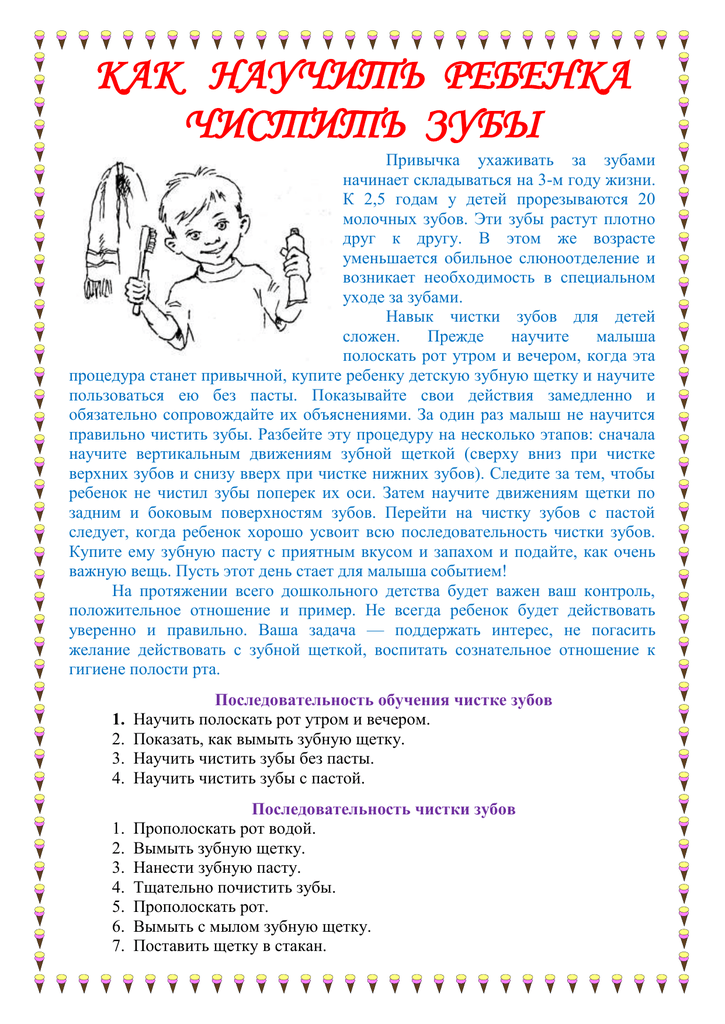 КАК НАУЧИТЬ РЕБЕНКА
ЧИСТИТЬ ЗУБЫ
Привычка ухаживать за зубами
начинает складываться на 3-м году жизни.
К 2,5 годам у детей прорезываются 20
молочных зубов. Эти зубы растут плотно
друг к другу. В этом же возрасте
уменьшается обильное слюноотделение и
возникает необходимость в специальном
уходе за зубами.
Навык чистки зубов для детей
сложен. Прежде научите малыша
полоскать рот утром и вечером, когда эта
процедура станет привычной, купите ребенку детскую зубную щетку и научите
пользоваться ею без пасты. Показывайте свои действия замедленно и
обязательно сопровождайте их объяснениями. За один раз малыш не научится
правильно чистить зубы. Разбейте эту процедуру на несколько этапов: сначала
научите вертикальным движениям зубной щеткой (сверху вниз при чистке
верхних зубов и снизу вверх при чистке нижних зубов). Следите за тем, чтобы
ребенок не чистил зубы поперек их оси. Затем научите движениям щетки по
задним и боковым поверхностям зубов. Перейти на чистку зубов с пастой
следует, когда ребенок хорошо усвоит всю последовательность чистки зубов.
Купите ему зубную пасту с приятным вкусом и запахом и подайте, как очень
важную вещь. Пусть этот день стает для малыша событием!
На протяжении всего дошкольного детства будет важен ваш контроль,
положительное отношение и пример. Не всегда ребенок будет действовать
уверенно и правильно. Ваша задача — поддержать интерес, не погасить
желание действовать с зубной щеткой, воспитать сознательное отношение к
гигиене полости рта.
Последовательность обучения чистке зубов
1. Научить полоскать рот утром и вечером.
2. Показать, как вымыть зубную щетку.
3. Научить чистить зубы без пасты.
4. Научить чистить зубы с пастой.
Последовательность чистки зубов
1. Прополоскать рот водой.
2. Вымыть зубную щетку.
3. Нанести зубную пасту.
4. Тщательно почистить зубы.
5. Прополоскать рот.
6. Вымыть с мылом зубную щетку.
7. Поставить щетку в стакан.